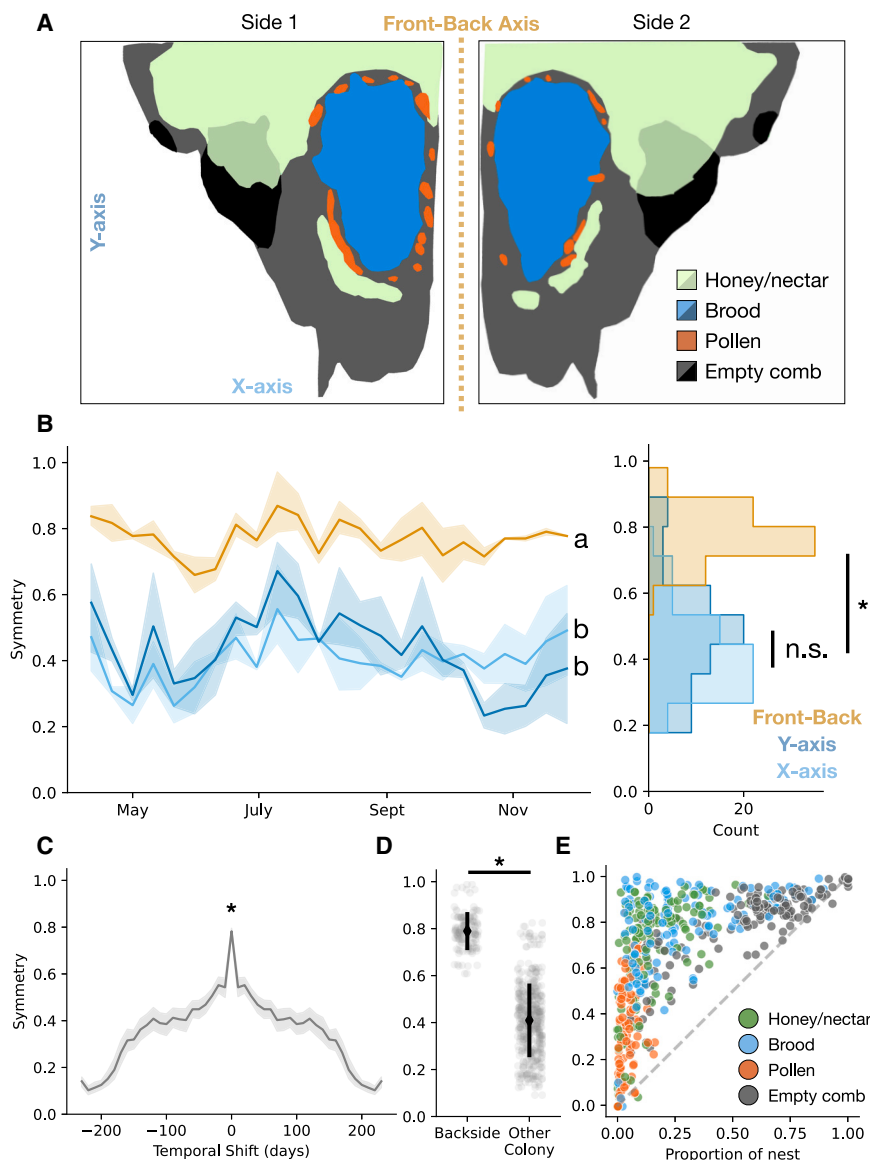 A
Side 1
Front-Back Axis
Side 2
Y-axis
X-axis
Honey/nectar
Brood
Pollen
Empty comb
B
Symmetry
1.0
0.8
0.6
0.4
0.2
0.0
May
July
Sept
Nov
a
b
b
1.0
0.8
0.6
0.4
0.2
0.0
0
20
Count
*
n.s.
Front-Back
Y-axis
X-axis
C
Symmetry
1.0
0.8
0.6
0.4
0.2
0.0
*
−200
−100
0
100
200
Temporal Shift (days)
D
*
1.0
0.8
0.6
0.4
0.2
0.0
Backside
Other
Colony
E
1.0
0.8
0.6
0.4
0.2
0.0
Honey/nectar
Brood
Pollen
Empty comb
0.00
0.25
0.50
0.75
1.00
Proportion of nest